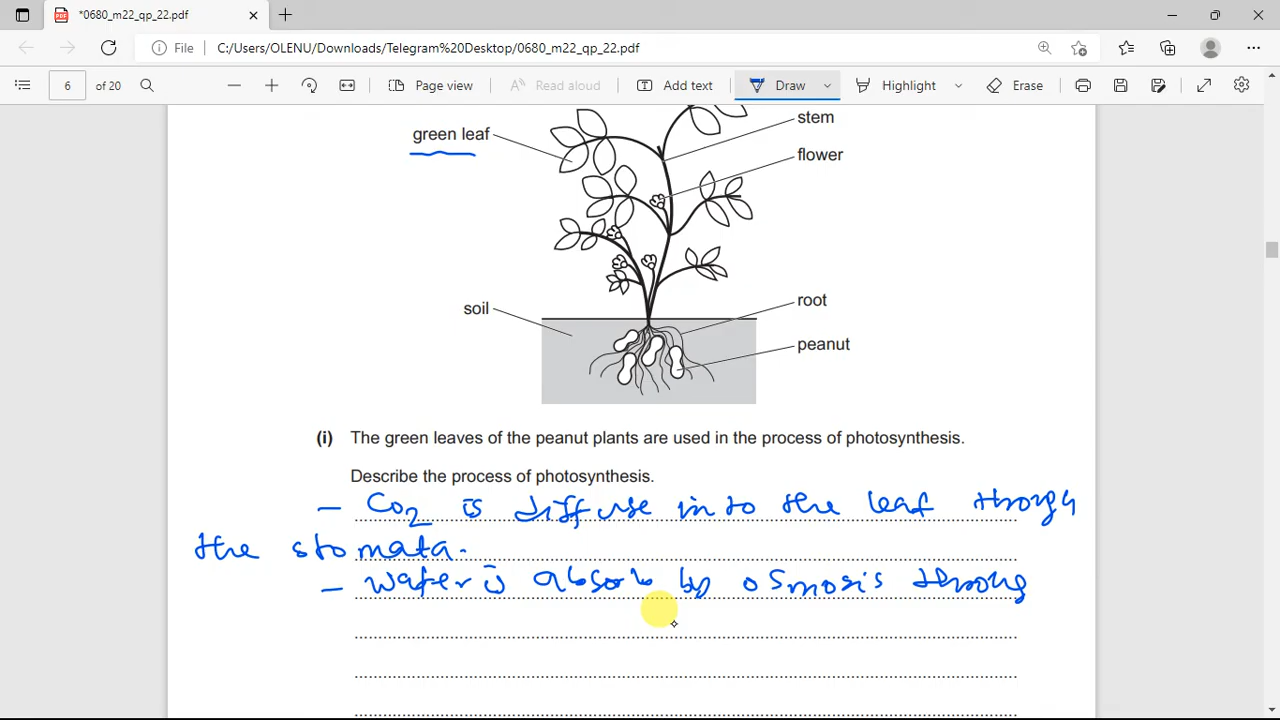 *0680_m22_qp_22.pdf
File C:/Users/OLENU/Downloads/Telegram%20Desktop/0680_m22_qp_22.pdf
6 of 20 Page view Read aloud Add text Draw Highlight Erase
green leaf
stem
flower
soil
root
peanut
(i) The green leaves of the peanut plants are used in the process of photosynthesis.
Describe the process of photosynthesis.
- CO2 is diffuse into the leaf through
the stomata.
- Water is absorb by osmosis throng